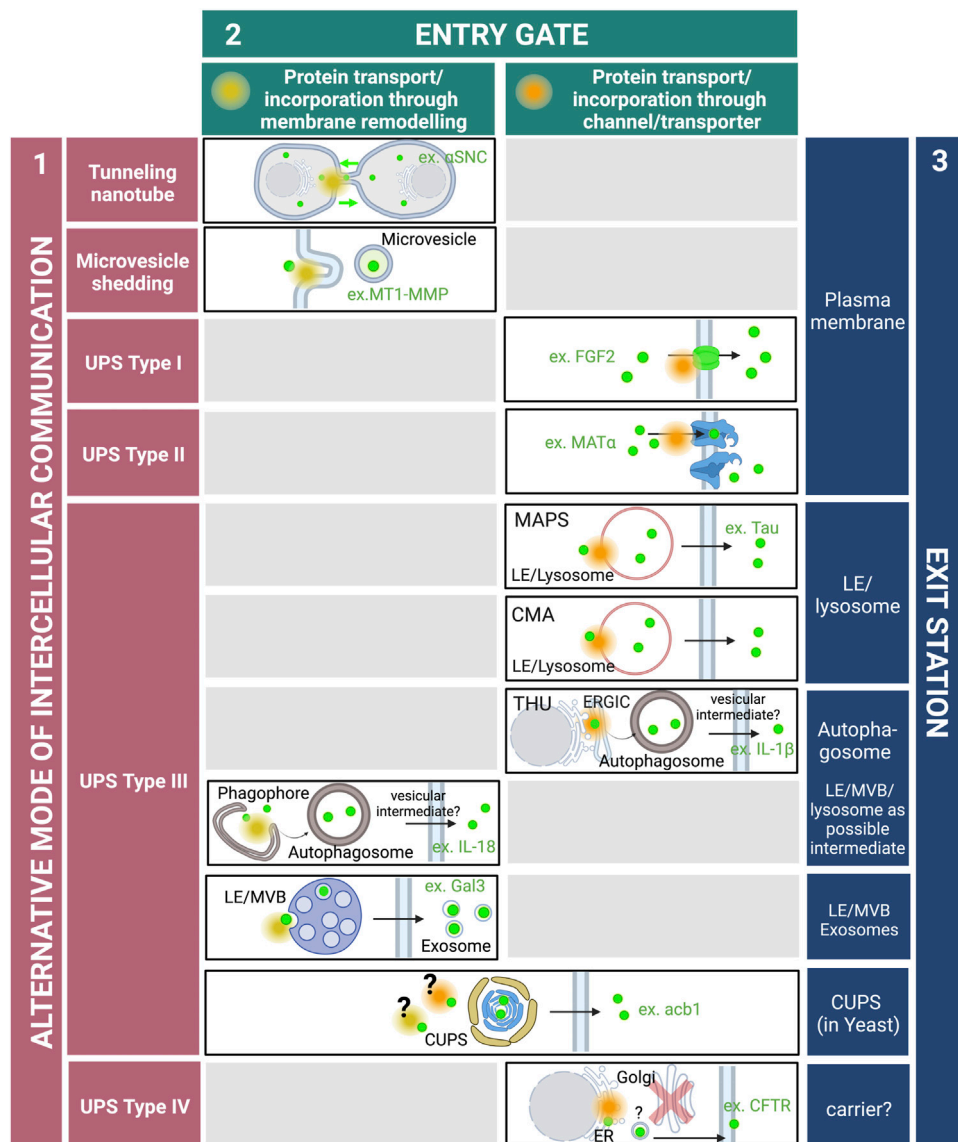 2 ENTRY GATE
Protein transport/
incorporation through
membrane remodelling
Protein transport/
incorporation through
channel/transporter
1
ALTERNATIVE MODE OF INTERCELLULAR COMMUNICATION
3
EXIT STATION
Tunneling
nanotube
ex. αSNC
Microvesicle
shedding
Microvesicle
ex.MT1-MMP
Plasma
membrane
UPS Type I
ex. FGF2
UPS Type II
ex. MATα
UPS Type III
MAPS
LE/Lysosome
ex. Tau
LE/
lysosome
CMA
LE/Lysosome
THU
ERGIC
Autophagosome
vesicular
intermediate?
ex. IL-1β
Autopha-
gosome
LE/MVB/
lysosome as
possible
intermediate
Phagophore
Autophagosome
vesicular
intermediate?
ex. IL-18
LE/MVB
ex. Gal3
Exosome
LE/MVB
Exosomes
?
?
CUPS
ex. acb1
CUPS
(in Yeast)
UPS Type IV
Golgi
?
ER
ex. CFTR
carrier?